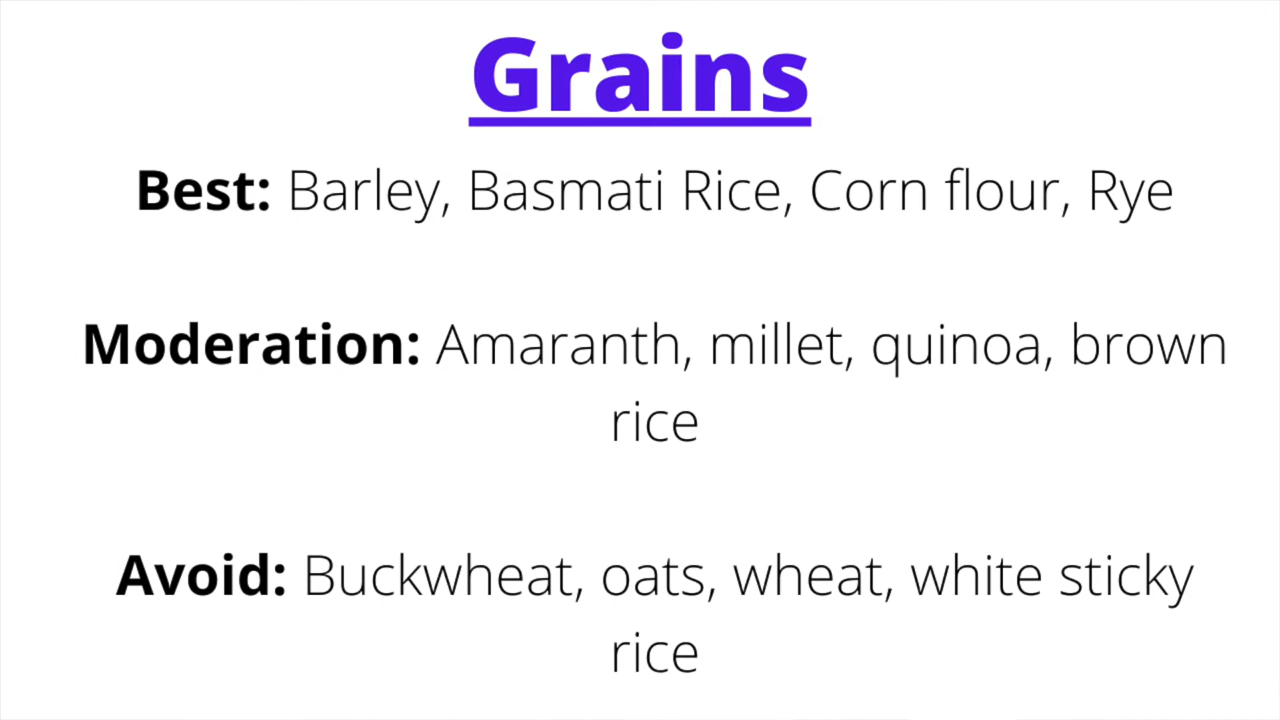 Grains
Best: Barley, Basmati Rice, Corn flour, Rye
Moderation: Amaranth, millet, quinoa, brown
rice
Avoid: Buckwheat, oats, wheat, white sticky
rice